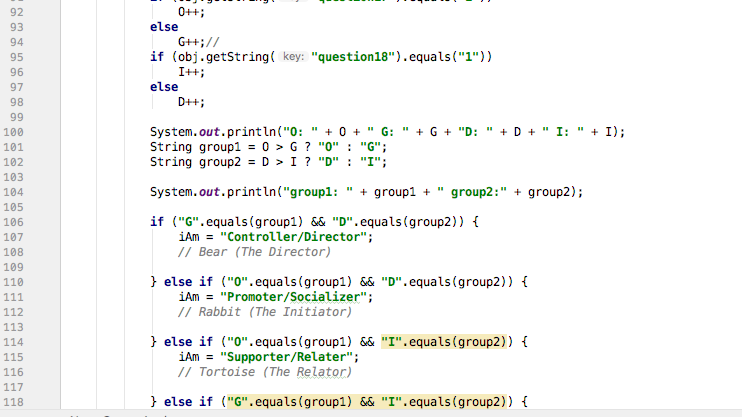 92 O++;
93 else
94 G++;//
95 if (obj.getString( key: "question18").equals("1"))
96 I++;
97 else
98 D++;
99
100 System.out.println("O: " + O + " G: " + G + "D: " + D + " I: " + I);
101 String group1 = O > G ? "O" : "G";
102 String group2 = D > I ? "D" : "I";
103
104 System.out.println("group1: " + group1 + " group2:" + group2);
105
106 if ("G".equals(group1) && "D".equals(group2)) {
107 iAm = "Controller/Director";
108 // Bear (The Director)
109
110 } else if ("O".equals(group1) && "D".equals(group2)) {
111 iAm = "Promoter/Socializer";
112 // Rabbit (The Initiator)
113
114 } else if ("O".equals(group1) && "I".equals(group2)) {
115 iAm = "Supporter/Relater";
116 // Tortoise (The Relator)
117
118 } else if ("G".equals(group1) && "I".equals(group2)) {